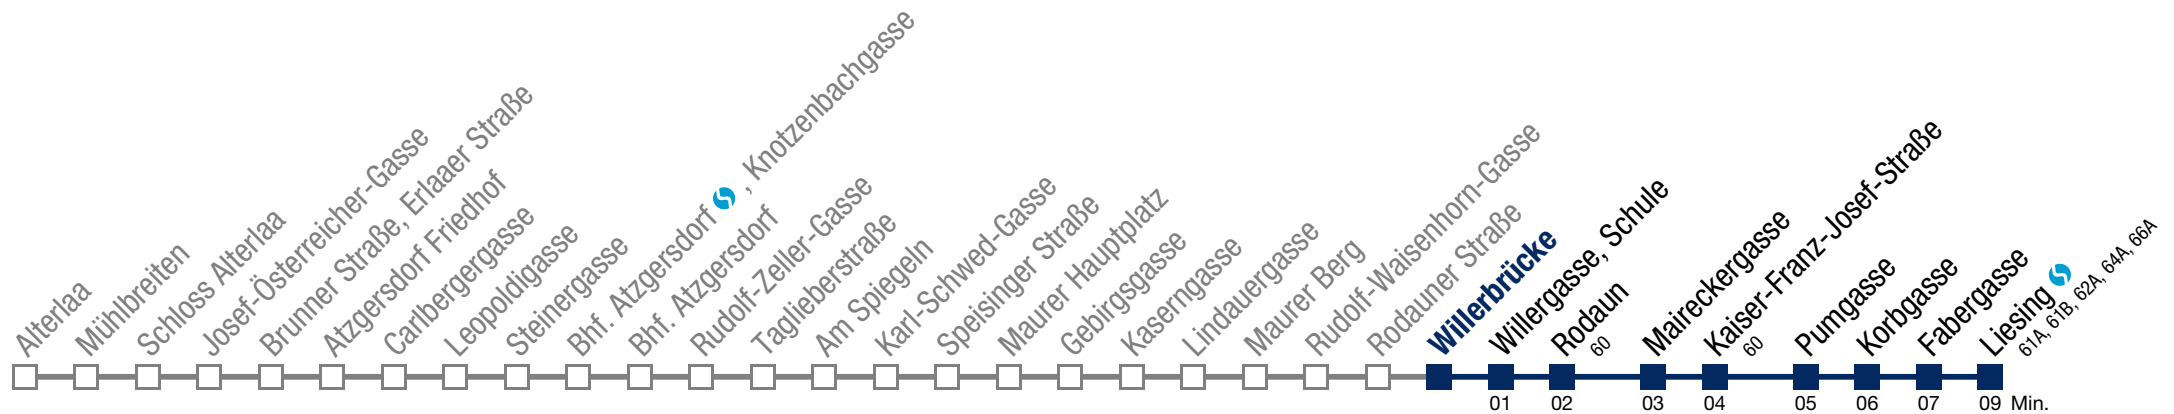 Alterlaa
Mühlbreiten
Schloss Alterlaa
Josef-Österreicher-Gasse
Brunner Straße, Erlaaer Straße
Atzgersdorf Friedhof
Carlbergergasse
Leopoldigasse
Steinergasse
Bhf. Atzgersdorf , Knotzenbachgasse
Bhf. Atzgersdorf
Rudolf-Zeller-Gasse
Taglieberstraße
Am Spiegeln
Karl-Schwed-Gasse
Speisinger Straße
Maurer Hauptplatz
Gebirgsgasse
Kaserngasse
Lindauergasse
Maurer Berg
Rudolf-Waisenhorn-Gasse
Rodauner Straße
Willerbrücke
Willergasse, Schule
Rodaun
60
Maireckergasse
Kaiser-Franz-Josef-Straße
60
Pumgasse
Korbgasse
Fabergasse
Liesing
61A, 61B, 62A, 64A, 66A
01 02 03 04 05 06 07 09 Min.